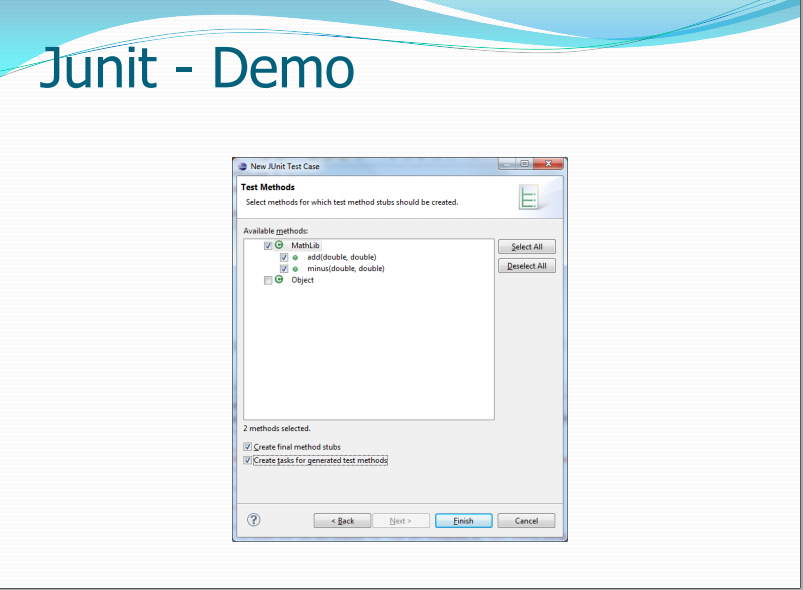 Junit - Demo
New JUnit Test Case
Test Methods
Select methods for which test method stubs should be created.
Available methods:
MathLib
add(double, double)
minus(double, double)
Object
Select All
Deselect All
2 methods selected.
Create final method stubs
Create tasks for generated test methods
?
< Back
Next >
Finish
Cancel